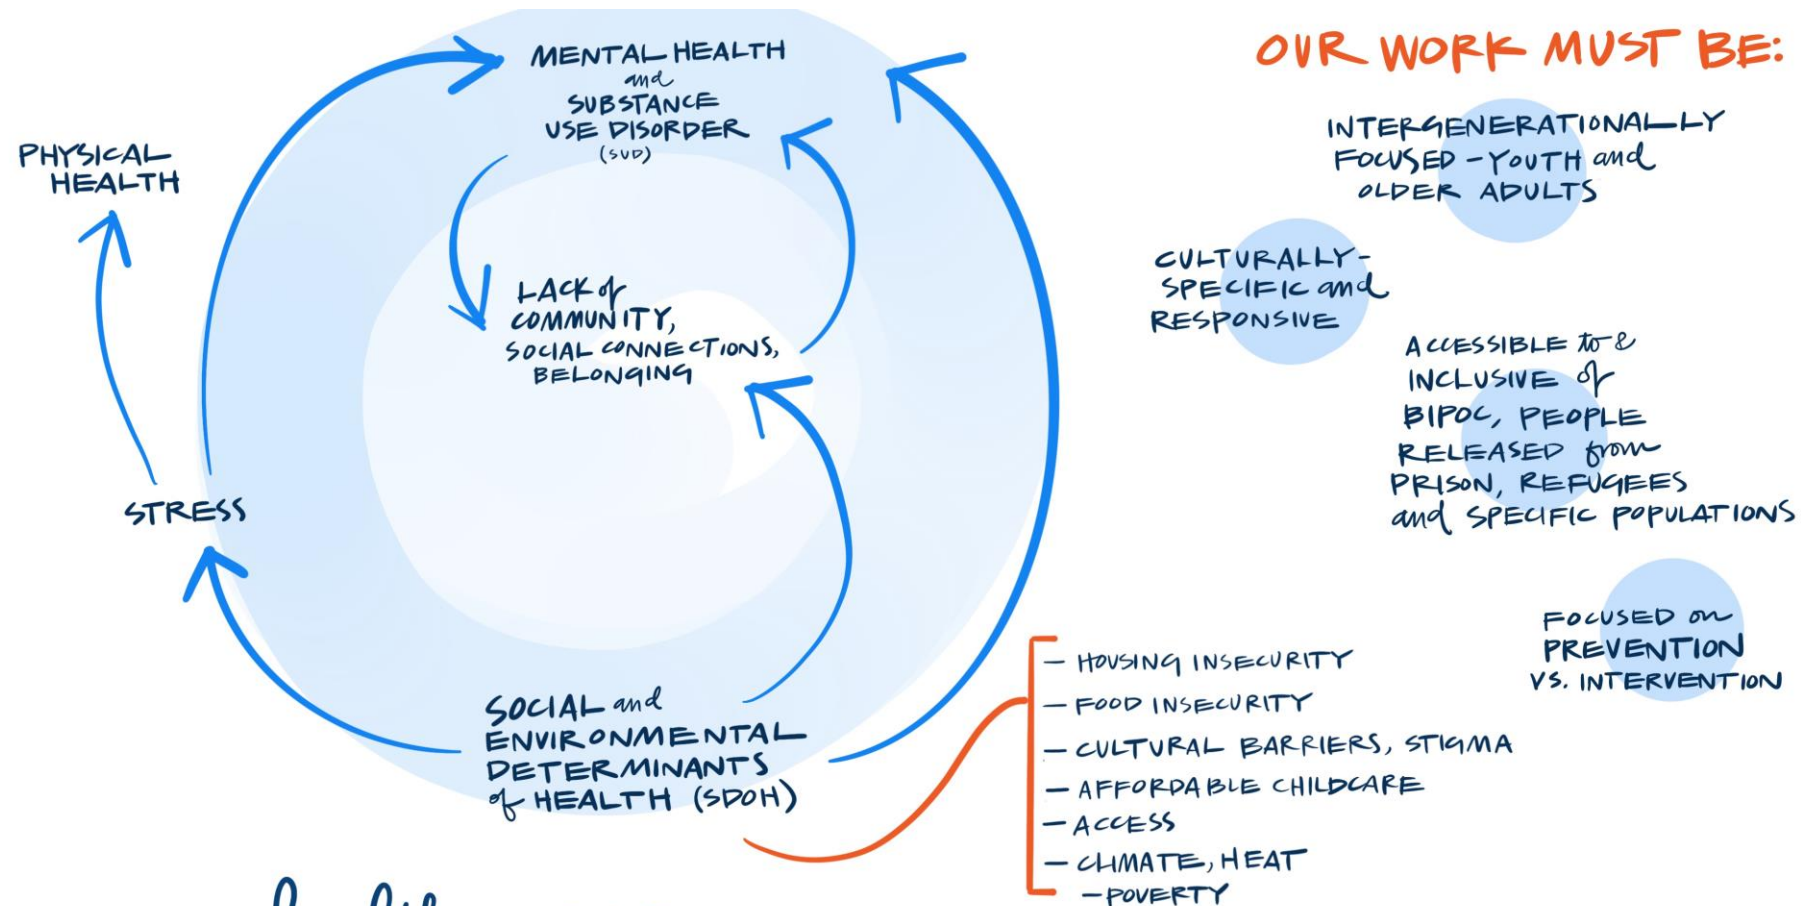 MENTAL HEALTH
and
SUBSTANCE
USE DISORDER
(SUD)
PHYSICAL
HEALTH
LACK of
COMMUNITY,
SOCIAL CONNECTIONS,
BELONGING
STRESS
SOCIAL and
ENVIRONMENTAL
DETERMINANTS
of HEALTH (SDOH)
- HOUSING INSECURITY
- FOOD INSECURITY
- CULTURAL BARRIERS, STIGMA
- AFFORDABLE CHILDCARE
- ACCESS
- CLIMATE, HEAT
- POVERTY
OUR WORK MUST BE:
INTERGENERATIONALLY
FOCUSED - YOUTH and
OLDER ADULTS
CULTURALLY-
SPECIFIC and
RESPONSIVE
ACCESSIBLE to &
INCLUSIVE of
BIPOC, PEOPLE
RELEASED from
PRISON, REFUGEES
and SPECIFIC POPULATIONS
FOCUSED on
PREVENTION
VS. INTERVENTION